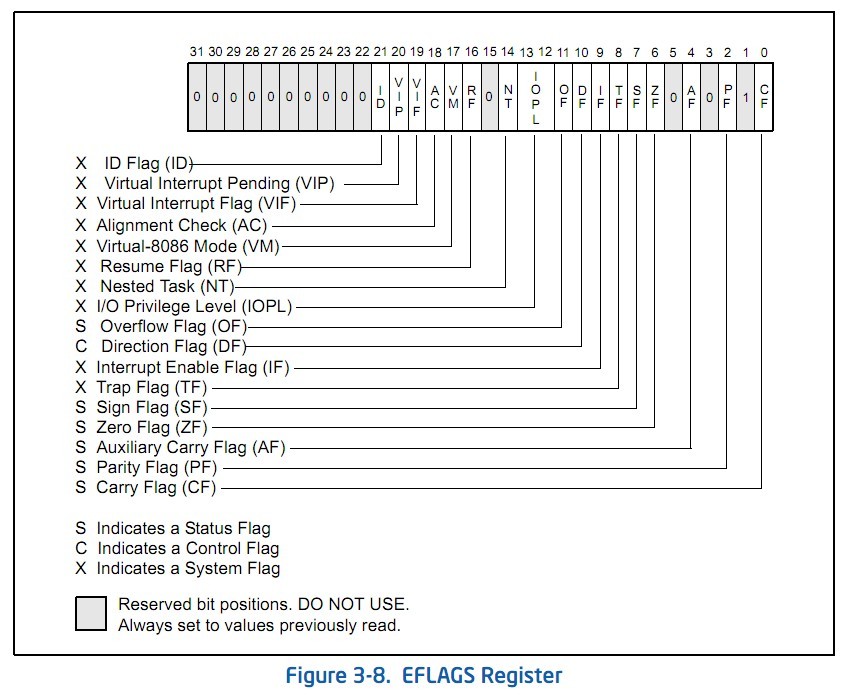 31 30 29 28 27 26 25 24 23 22 21 20 19 18 17 16 15 14 13 12 11 10 9 8 7 6 5 4 3 2 1 0
0 0 0 0 0 0 0 0 0 0 ID VIP VIF AC VM RF 0 NT IOPL OF DF IF TF SF ZF 0 AF 0 PF 1 CF
X ID Flag (ID)
X Virtual Interrupt Pending (VIP)
X Virtual Interrupt Flag (VIF)
X Alignment Check (AC)
X Virtual-8086 Mode (VM)
X Resume Flag (RF)
X Nested Task (NT)
X I/O Privilege Level (IOPL)
S Overflow Flag (OF)
C Direction Flag (DF)
X Interrupt Enable Flag (IF)
X Trap Flag (TF)
S Sign Flag (SF)
S Zero Flag (ZF)
S Auxiliary Carry Flag (AF)
S Parity Flag (PF)
S Carry Flag (CF)
S Indicates a Status Flag
C Indicates a Control Flag
X Indicates a System Flag
Reserved bit positions. DO NOT USE.
Always set to values previously read.
Figure 3-8. EFLAGS Register